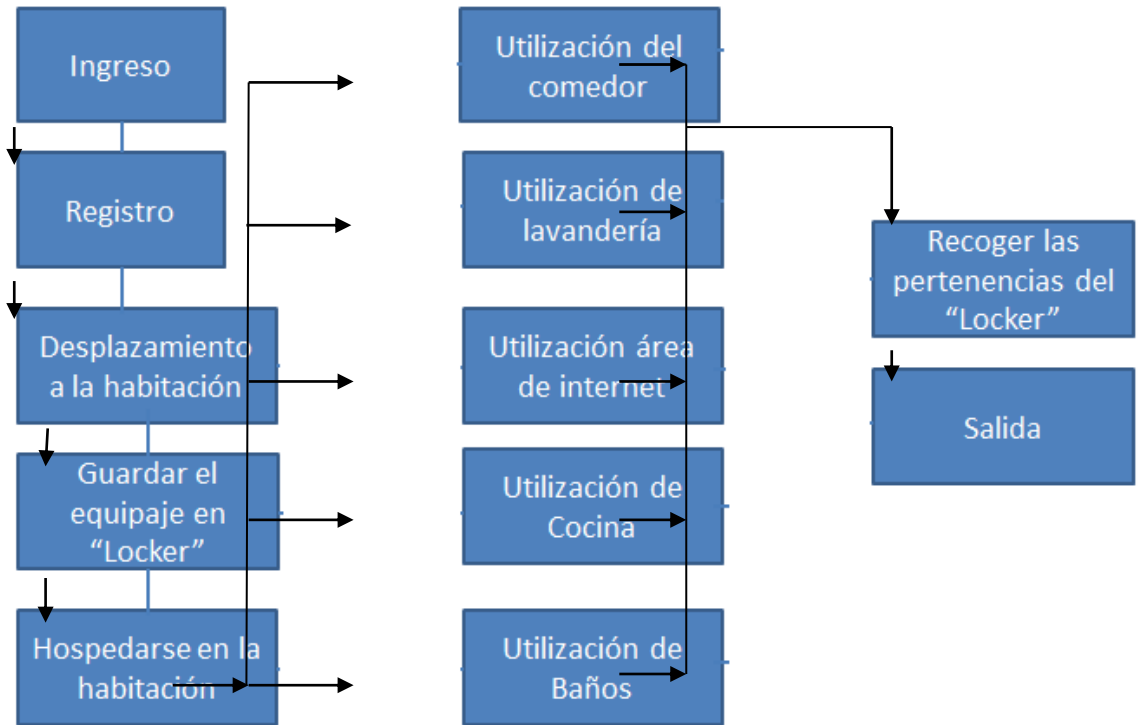 Ingreso
Registro
Desplazamiento
a la habitación
Guardar el
equipaje en
“Locker”
Hospedarse en la
habitación
Utilización del
comedor
Utilización de
lavandería
Utilización área
de internet
Utilización de
Cocina
Utilización de
Baños
Recoger las
pertenencias del
“Locker”
Salida